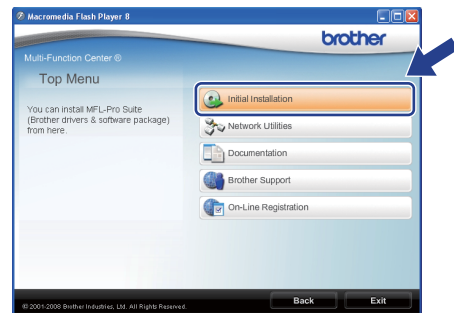 Macromedia Flash Player 8
brother
Multi-Function Center ®
Top Menu
You can install MFL-Pro Suite
(Brother drivers & software package)
from here.
Initial Installation
Network Utilities
Documentation
Brother Support
On-Line Registration
© 2001-2008 Brother Industries, Ltd. All Rights Reserved.
Back
Exit